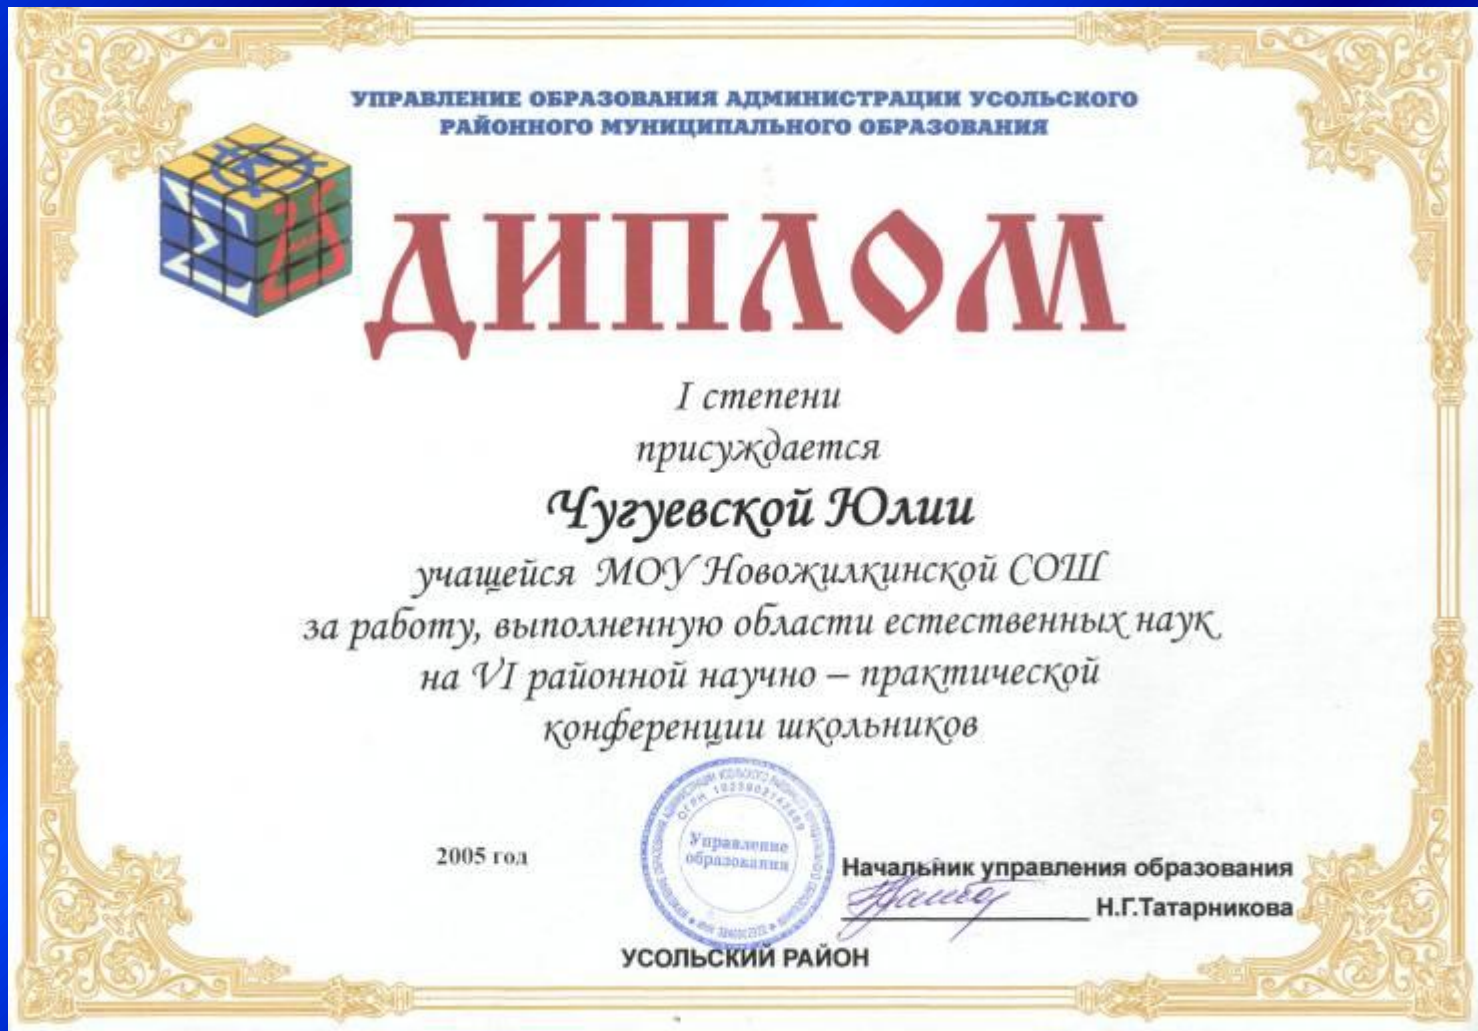 УПРАВЛЕНИЕ ОБРАЗОВАНИЯ АДМИНИСТРАЦИИ УСОЛЬСКОГО
РАЙОННОГО МУНИЦИПАЛЬНОГО ОБРАЗОВАНИЯ
Σ
ДИПЛОМ
I степени
присуждается
Чугуевской Юлии
учащейся МОУ Новожилкинской СОШ
за работу, выполненную области естественных наук
на VI районной научно – практической
конференции школьников
2005 год
Управление
образования
Начальник управления образования
Н.Г.Татарникова
УСОЛЬСКИЙ РАЙОН